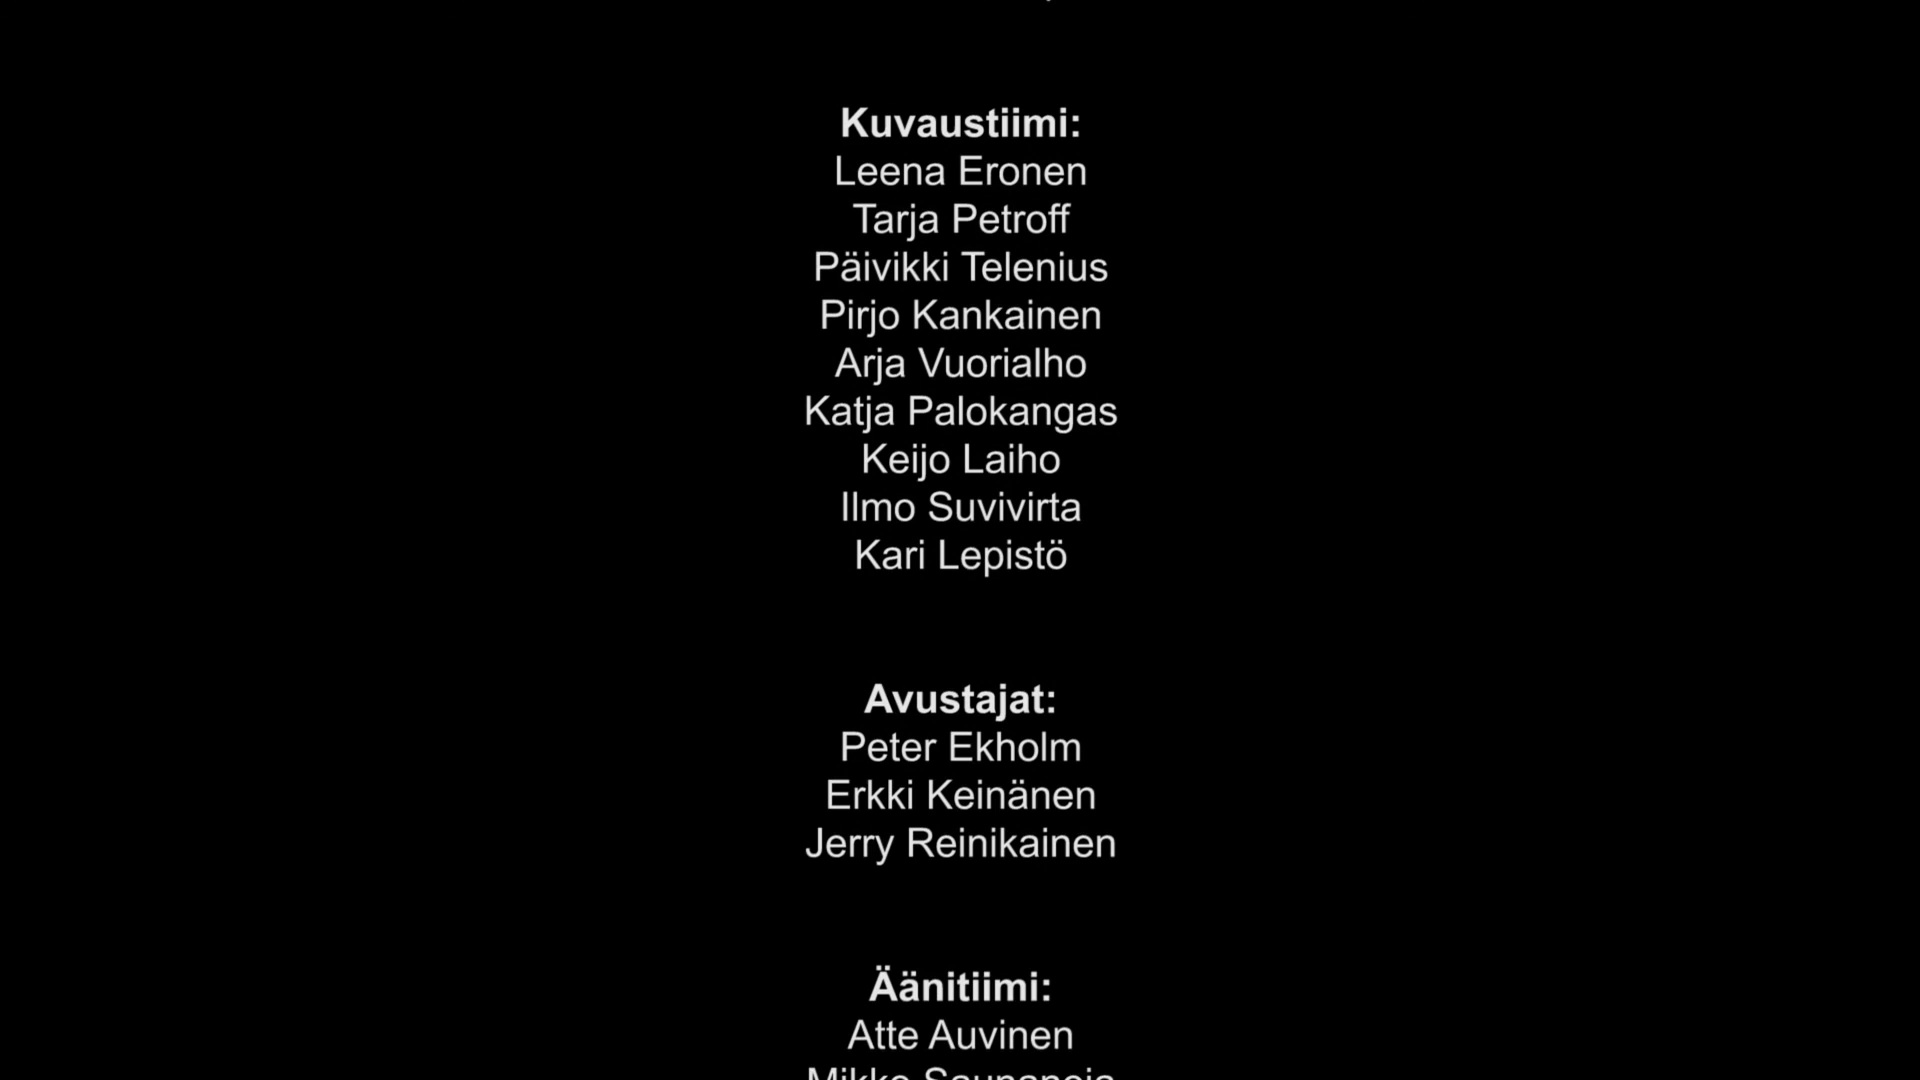 Kuvaustiimi:
Leena Eronen
Tarja Petroff
Päivikki Telenius
Pirjo Kankainen
Arja Vuorialho
Katja Palokangas
Keijo Laiho
Ilmo Suvivirta
Kari Lepistö
Avustajat:
Peter Ekholm
Erkki Keinänen
Jerry Reinikainen
Äänitiimi:
Atte Auvinen
Mikko